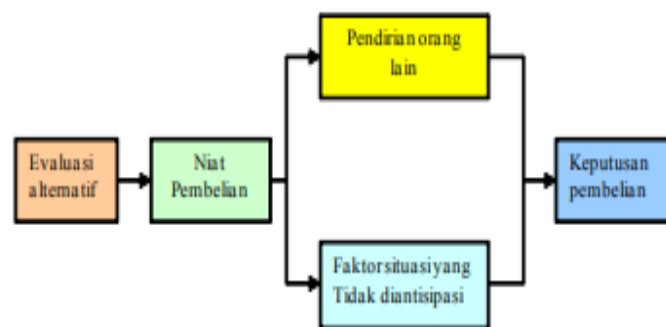 Pendirian orang
lain
Evaluasi
alternatif
Niat
Pembelian
Keputusan
pembelian
Faktor situasi yang
Tidak diantisipasi